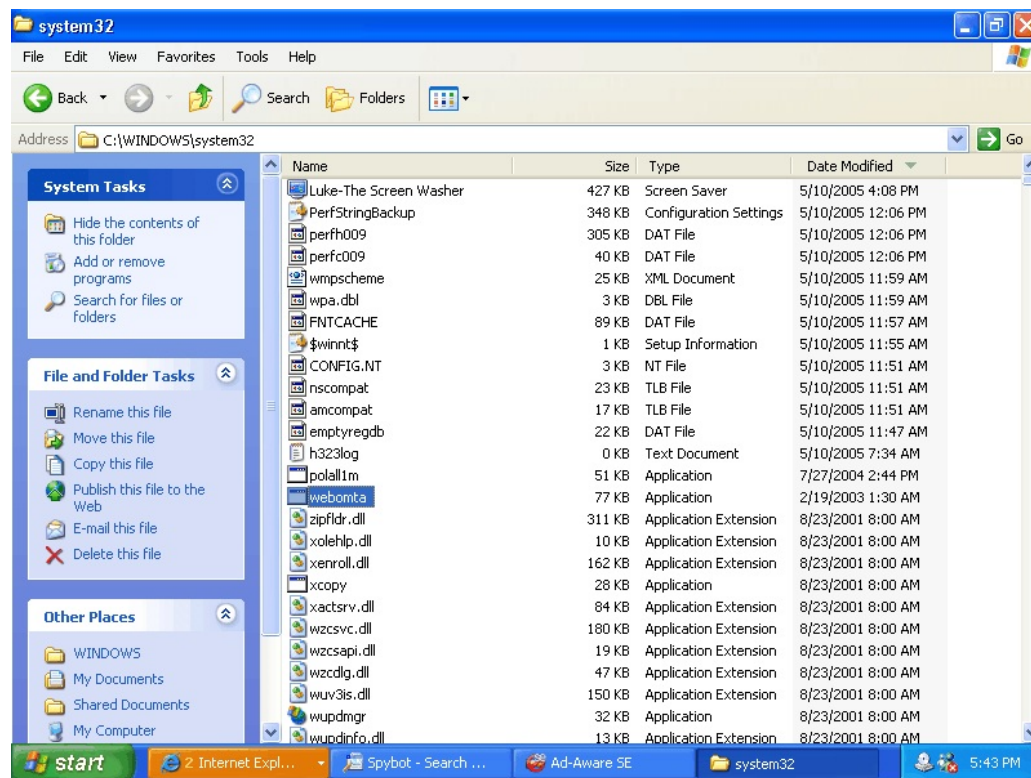 system32
File Edit View Favorites Tools Help
Back Search Folders
Address C:\WINDOWS\system32 Go
System Tasks
Hide the contents of
this folder
Add or remove
programs
Search for files or
folders
File and Folder Tasks
Rename this file
Move this file
Copy this file
Publish this file to the
Web
E-mail this file
Delete this file
Other Places
WINDOWS
My Documents
Shared Documents
My Computer
Name Size Type Date Modified
Luke-The Screen Washer 427 KB Screen Saver 5/10/2005 4:08 PM
PerfStringBackup 348 KB Configuration Settings 5/10/2005 12:06 PM
perfh009 305 KB DAT File 5/10/2005 12:06 PM
perfc009 40 KB DAT File 5/10/2005 12:06 PM
wmpscheme 25 KB XML Document 5/10/2005 11:59 AM
wpa.dbl 3 KB DBL File 5/10/2005 11:59 AM
FNTCACHE 89 KB DAT File 5/10/2005 11:57 AM
$winnt$ 1 KB Setup Information 5/10/2005 11:55 AM
CONFIG.NT 3 KB NT File 5/10/2005 11:51 AM
nscompat 23 KB TLB File 5/10/2005 11:51 AM
amcompat 17 KB TLB File 5/10/2005 11:51 AM
emptyregdb 22 KB DAT File 5/10/2005 11:47 AM
h323log 0 KB Text Document 5/10/2005 7:34 AM
polall1m 51 KB Application 7/27/2004 2:44 PM
webomta 77 KB Application 2/19/2003 1:30 AM
zipfldr.dll 311 KB Application Extension 8/23/2001 8:00 AM
xolehlp.dll 10 KB Application Extension 8/23/2001 8:00 AM
xenroll.dll 162 KB Application Extension 8/23/2001 8:00 AM
xcopy 28 KB Application 8/23/2001 8:00 AM
xactsrv.dll 84 KB Application Extension 8/23/2001 8:00 AM
wzcsvc.dll 180 KB Application Extension 8/23/2001 8:00 AM
wzcsapi.dll 19 KB Application Extension 8/23/2001 8:00 AM
wzcdlg.dll 47 KB Application Extension 8/23/2001 8:00 AM
wuv3is.dll 150 KB Application Extension 8/23/2001 8:00 AM
wupdmgr 32 KB Application 8/23/2001 8:00 AM
wupdinfo.dll 13 KB Application Extension 8/23/2001 8:00 AM
start 2 Internet Expl... Spybot - Search ... Ad-Aware SE system32 5:43 PM